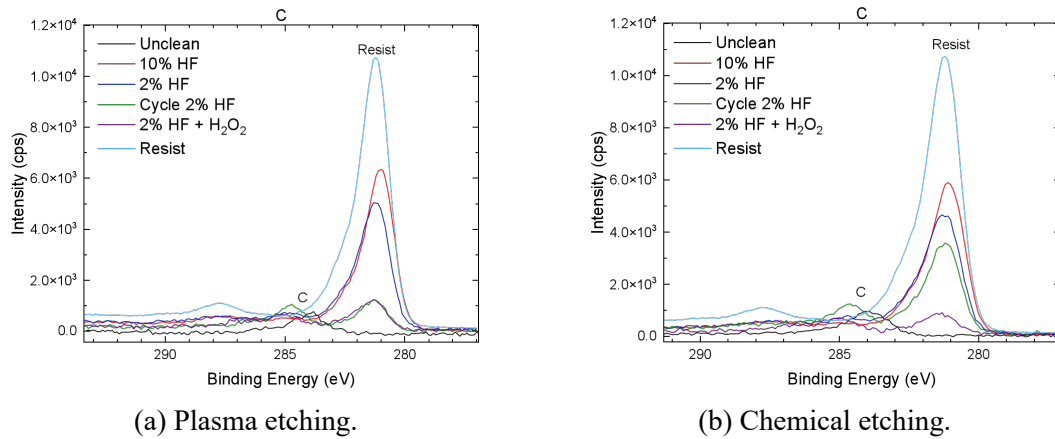 C
1.2×10⁴
1.0×10⁴
8.0×10³
6.0×10³
4.0×10³
2.0×10³
0.0
Intensity (cps)
Unclean
10% HF
2% HF
Cycle 2% HF
2% HF + H₂O₂
Resist
Resist
C
290
285
280
Binding Energy (eV)
(a) Plasma etching.
C
1.2×10⁴
1.0×10⁴
8.0×10³
6.0×10³
4.0×10³
2.0×10³
0.0
Intensity (cps)
Unclean
10% HF
2% HF
Cycle 2% HF
2% HF + H₂O₂
Resist
Resist
C
290
285
280
Binding Energy (eV)
(b) Chemical etching.